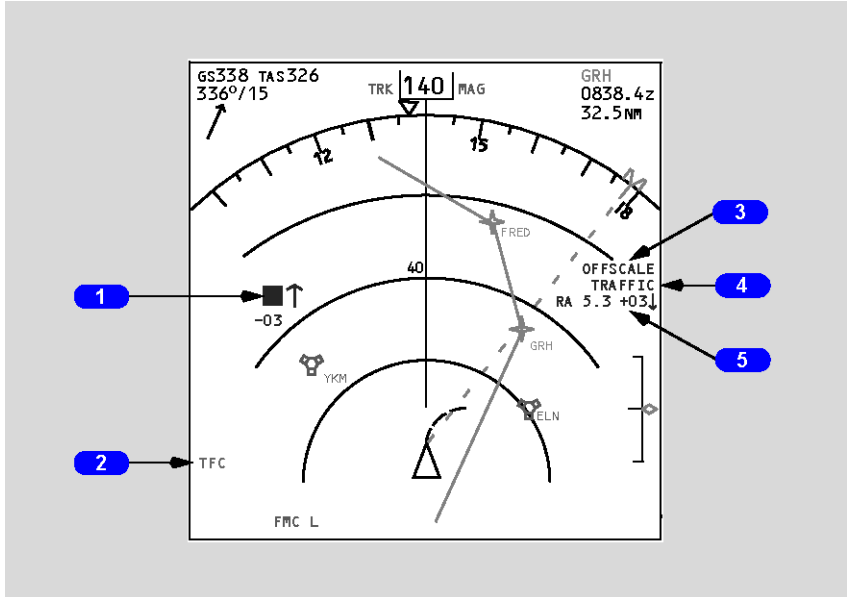 GS338 TAS326
336º/15
TRK 140 MAG
GRH
0838.4z
32.5NM
12
15
18
FRED
3
OFFSCALE
40
TRAFFIC
4
1
RA 5.3 +03↓
-03
GRH
5
YKM
ELN
2
TFC
FMC L